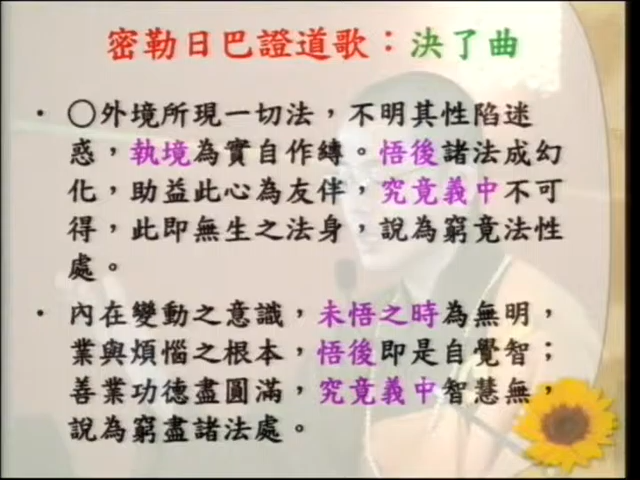 密勒日巴證道歌：決了曲
• ○外境所現一切法，不明其性陷迷
惑，執境為實自作縛。悟後諸法成幻
化，助益此心為友伴，究竟義中不可
得，此即無生之法身，說為窮竟法性
處。
• 內在變動之意識，未悟之時為無明，
業與煩惱之根本，悟後即是自覺智；
善業功德盡圓滿，究竟義中智慧無，
說為窮盡諸法處。